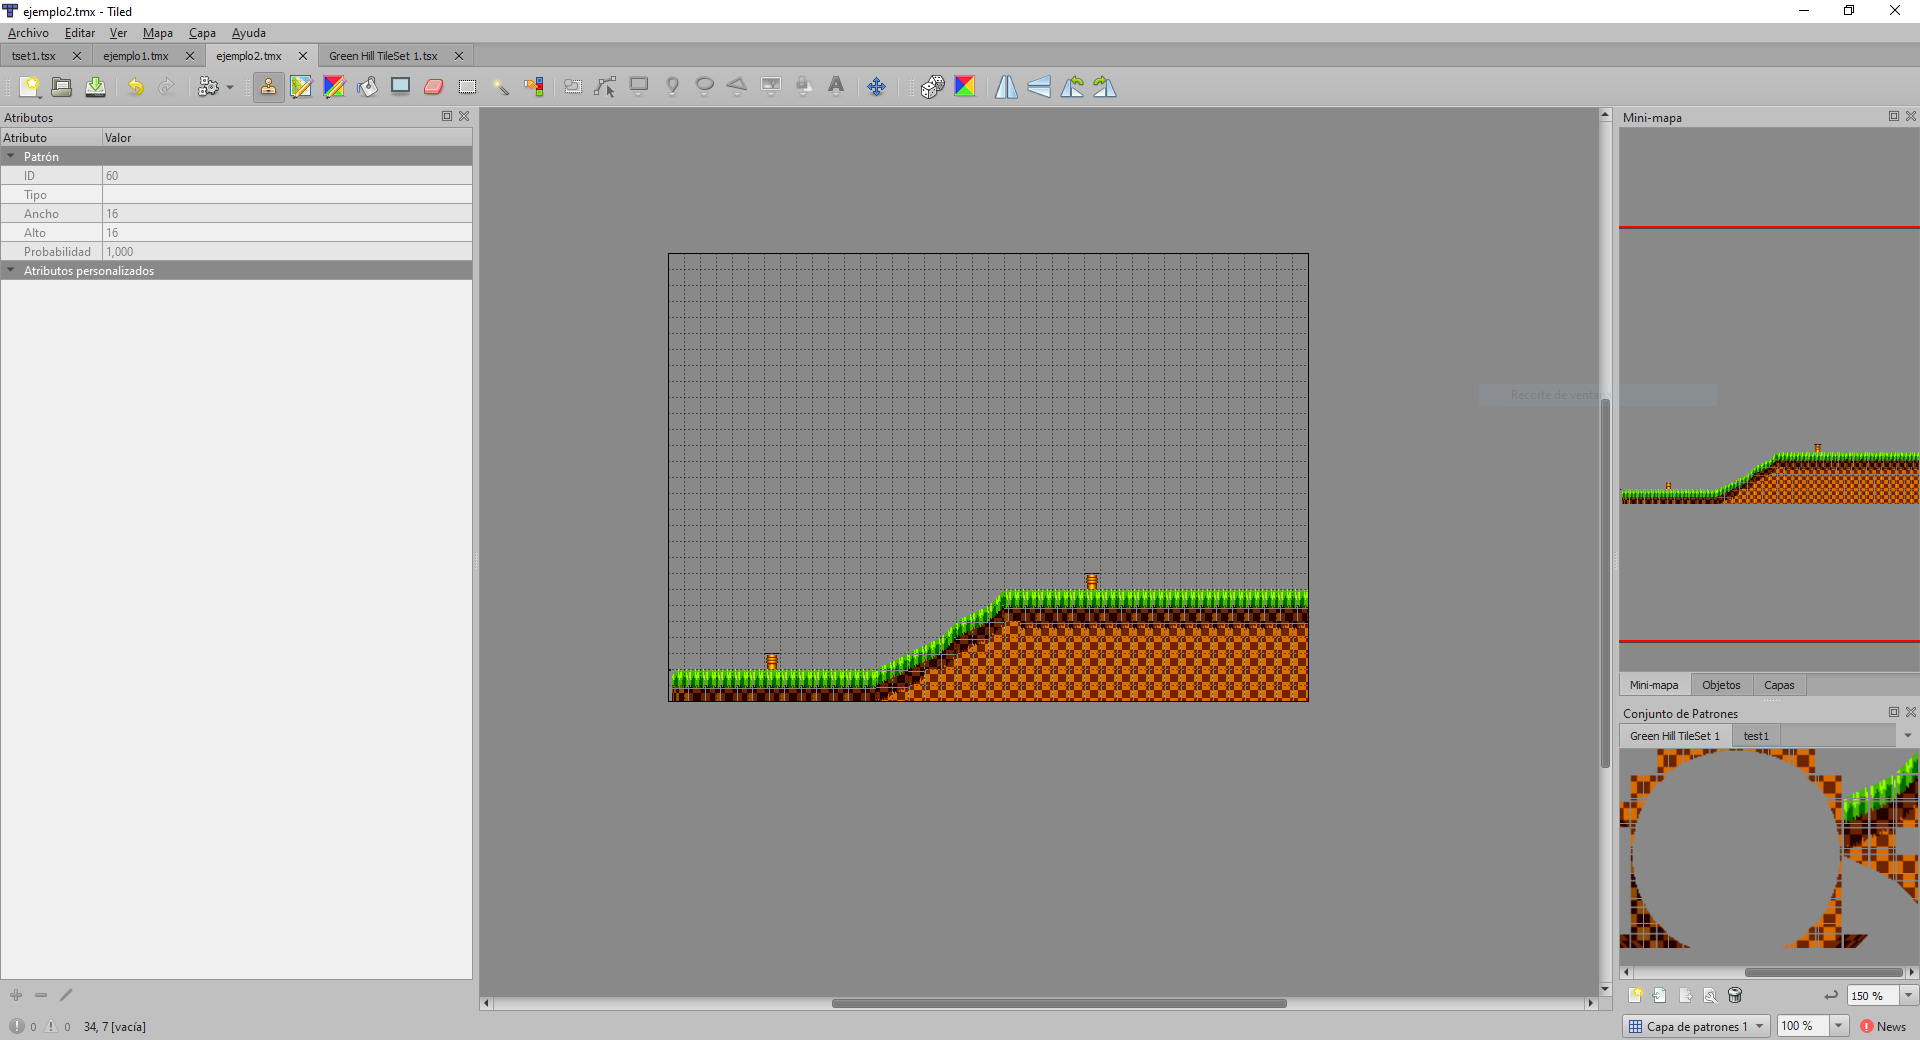 ejemplo2.tmx - Tiled
Archivo Editar Ver Mapa Capa Ayuda
tset1.tsx ejemplo1.tmx ejemplo2.tmx Green Hill TileSet 1.tsx
Atributos
Atributo Valor
Patrón
ID 60
Tipo
Ancho 16
Alto 16
Probabilidad 1,000
Atributos personalizados
Mini-mapa
Recorte de
Mini-mapa Objetos Capas
Conjunto de Patrones
Green Hill TileSet 1 test1
150 %
0 0 34, 7 [vacía]
Capa de patrones 1 100 % News